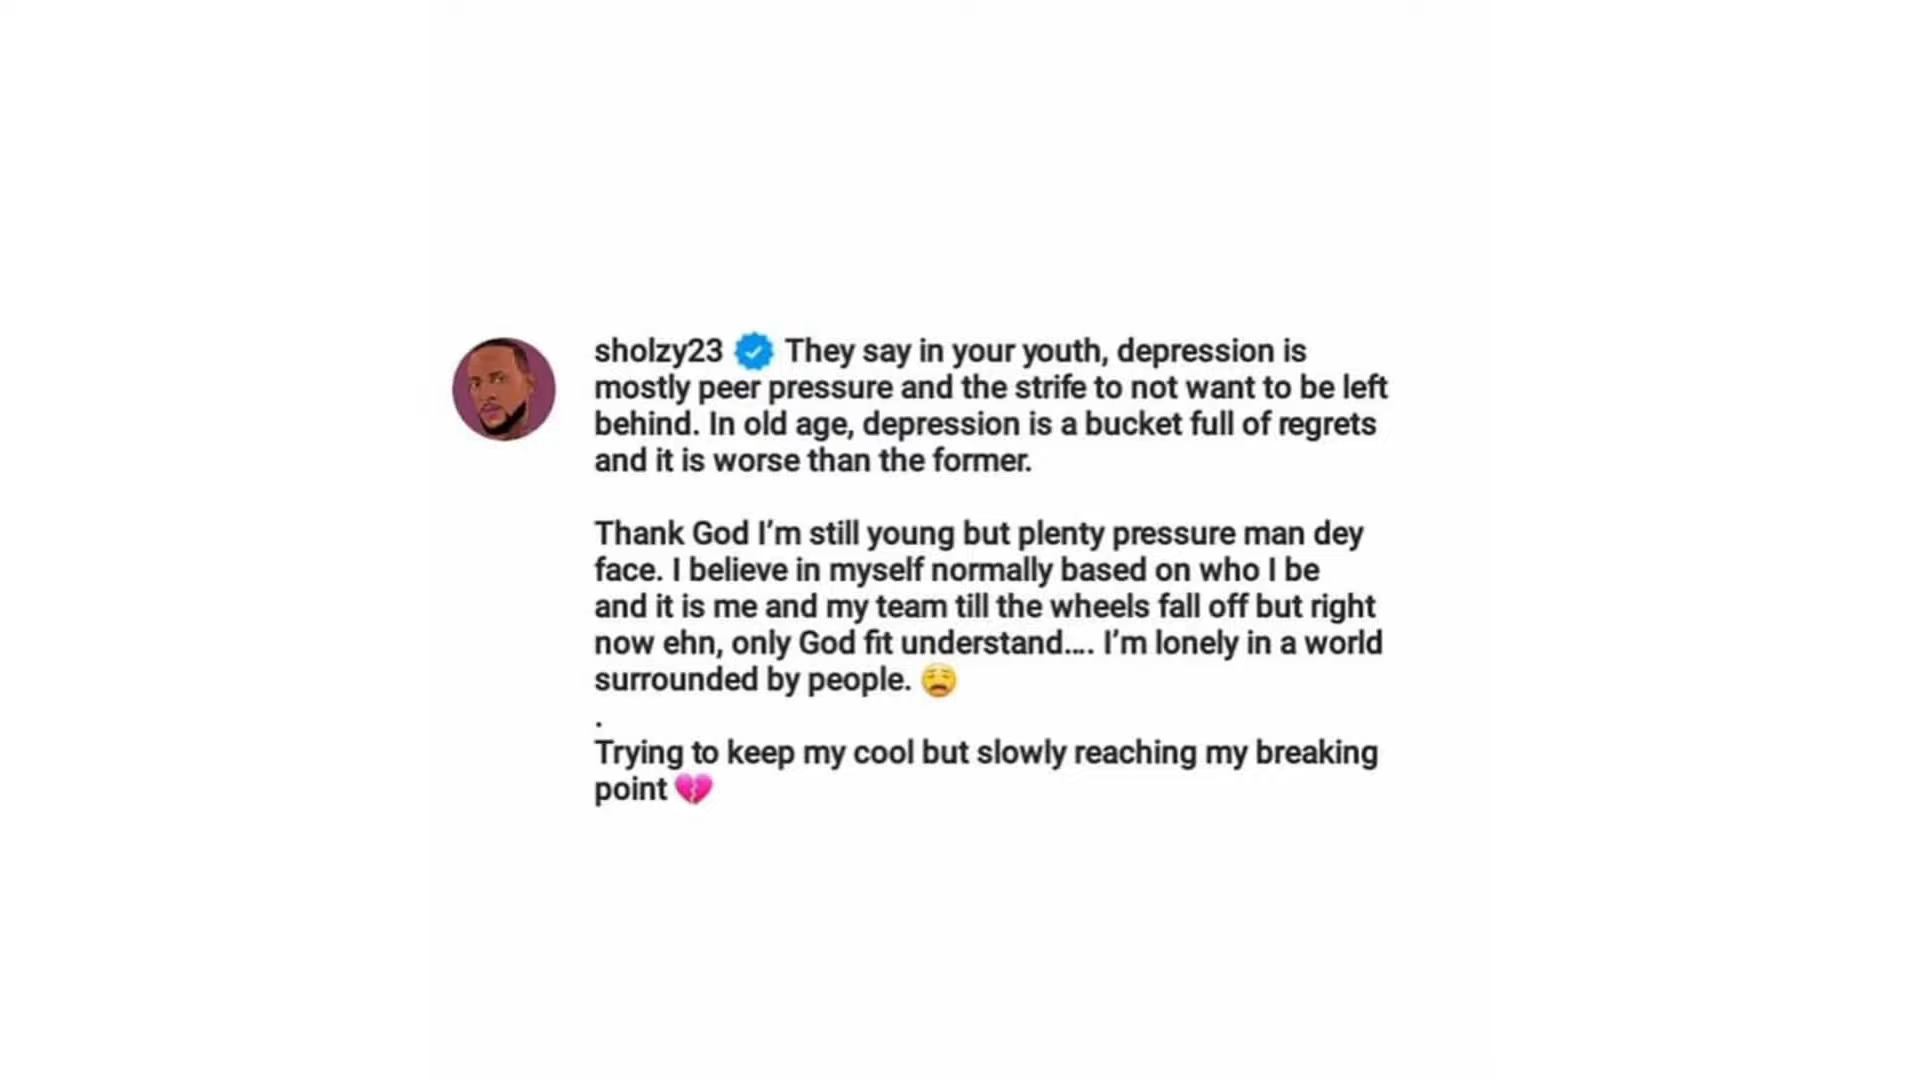 sholzy23 They say in your youth, depression is
mostly peer pressure and the strife to not want to be left
behind. In old age, depression is a bucket full of regrets
and it is worse than the former.
Thank God I’m still young but plenty pressure man dey
face. I believe in myself normally based on who I be
and it is me and my team till the wheels fall off but right
now ehn, only God fit understand.... I’m lonely in a world
surrounded by people. 😩
.
Trying to keep my cool but slowly reaching my breaking
point 💔